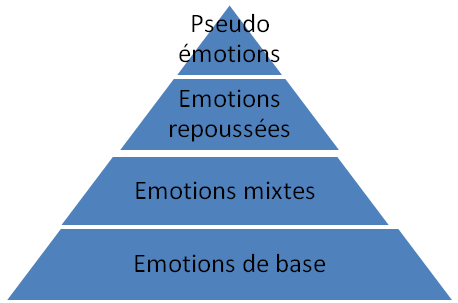 Pseudo
émotions
Emotions
repoussées
Emotions mixtes
Emotions de base